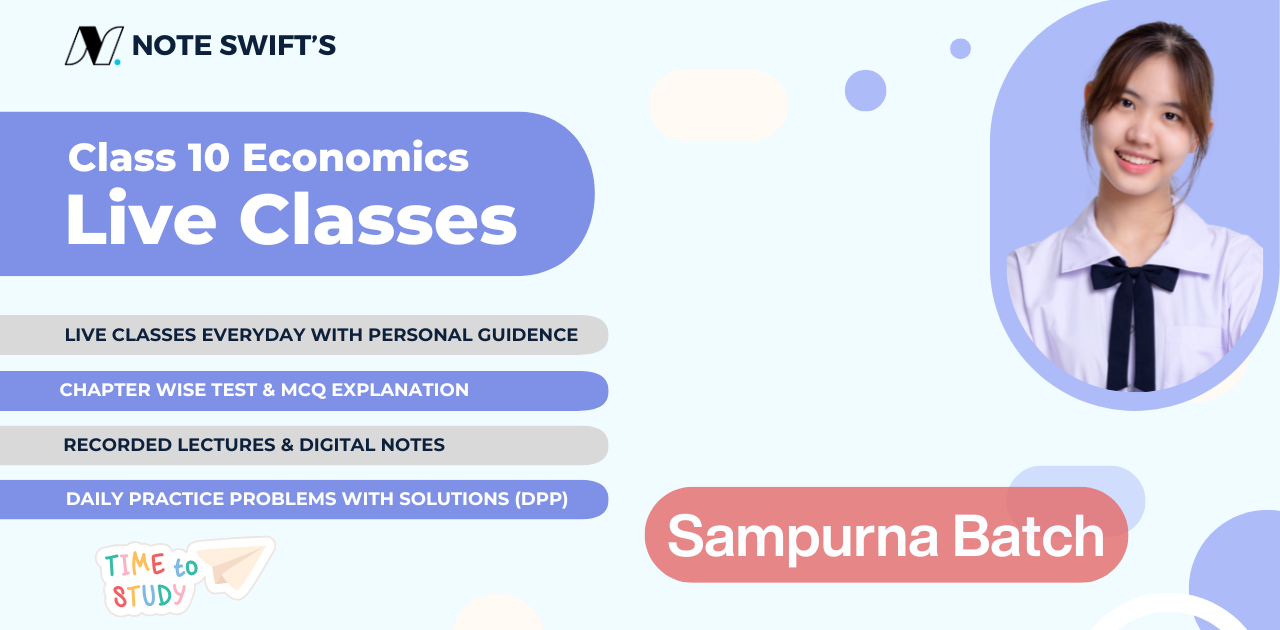 NOTE SWIFT'S
Class 10 Economics
Live Classes
LIVE CLASSES EVERYDAY WITH PERSONAL GUIDENCE
CHAPTER WISE TEST & MCQ EXPLANATION
RECORDED LECTURES & DIGITAL NOTES
DAILY PRACTICE PROBLEMS WITH SOLUTIONS (DPP)
TIME to
STUDY
Sampurna Batch